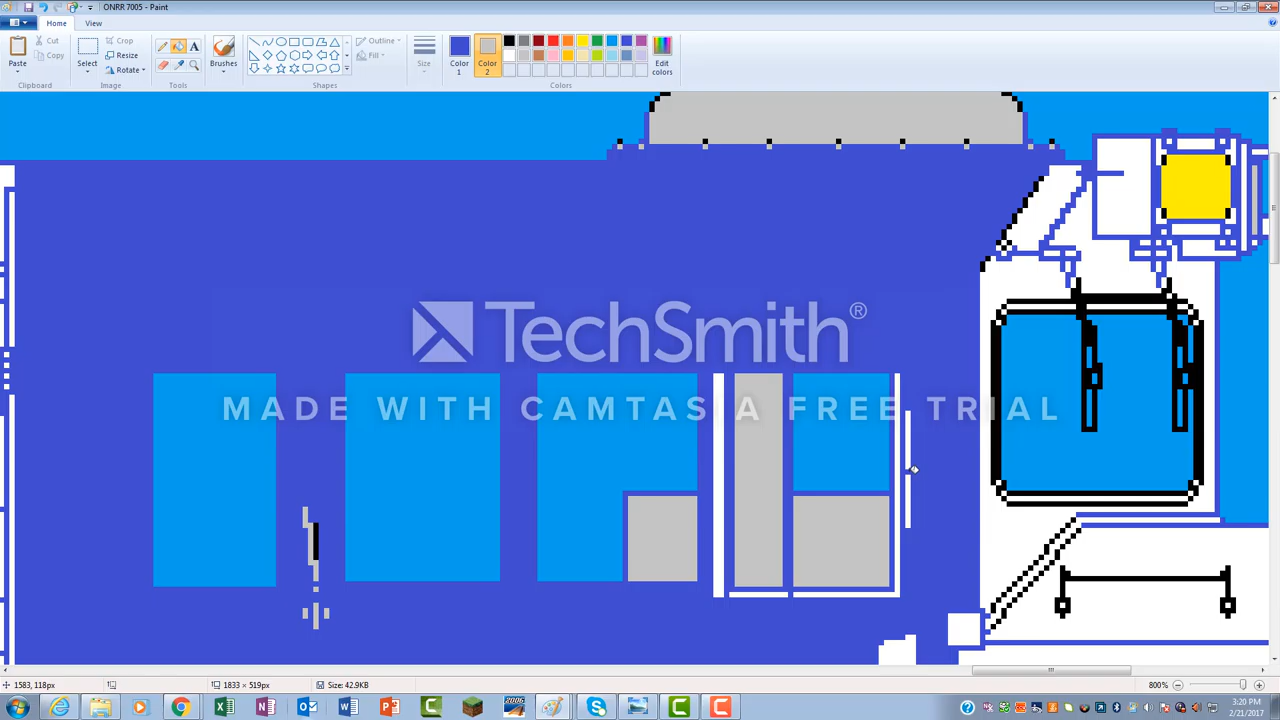 ONRR 7005 - Paint
Home View
Paste Cut Copy Clipboard
Select Crop Resize Rotate Image
A Tools
Brushes
Outline Fill Shapes
Size
Color 1 Color 2 Edit colors Colors
TechSmith®
MADE WITH CAMTASIA FREE TRIAL
1583, 118px 1833 × 519px Size: 42.9KB 800%
2006
3:20 PM
2/21/2017